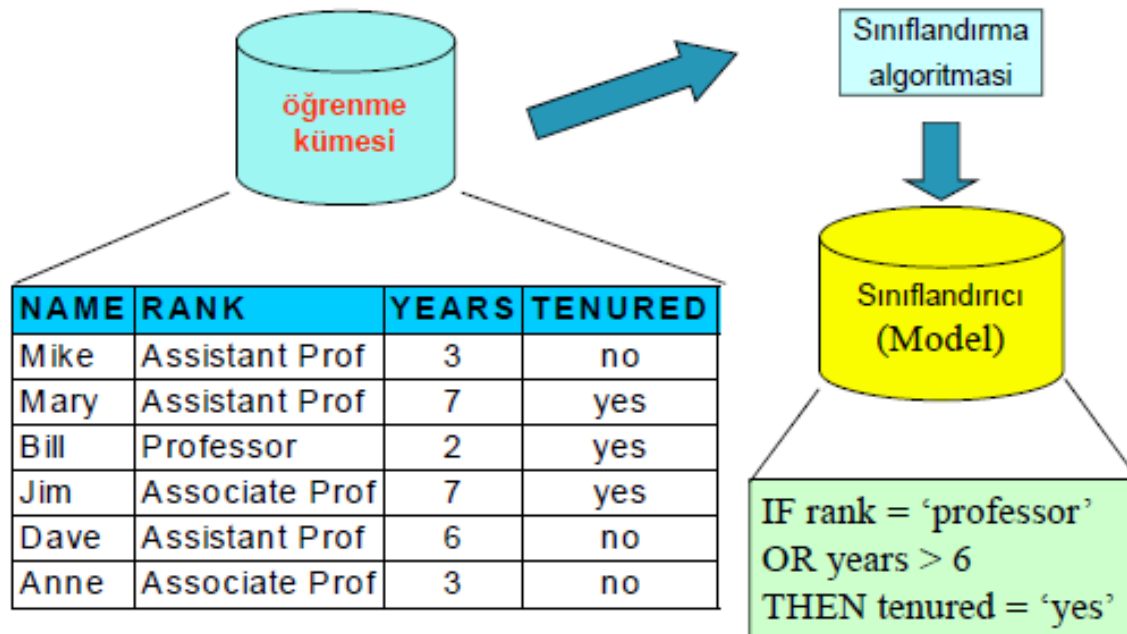 öğrenme
kümesi
Sınıflandırma
algoritmasi
NAME RANK YEARS TENURED
Mike Assistant Prof 3 no
Mary Assistant Prof 7 yes
Bill Professor 2 yes
Jim Associate Prof 7 yes
Dave Assistant Prof 6 no
Anne Associate Prof 3 no
Sınıflandırıcı
(Model)
IF rank = ‘professor’
OR years > 6
THEN tenured = ‘yes’